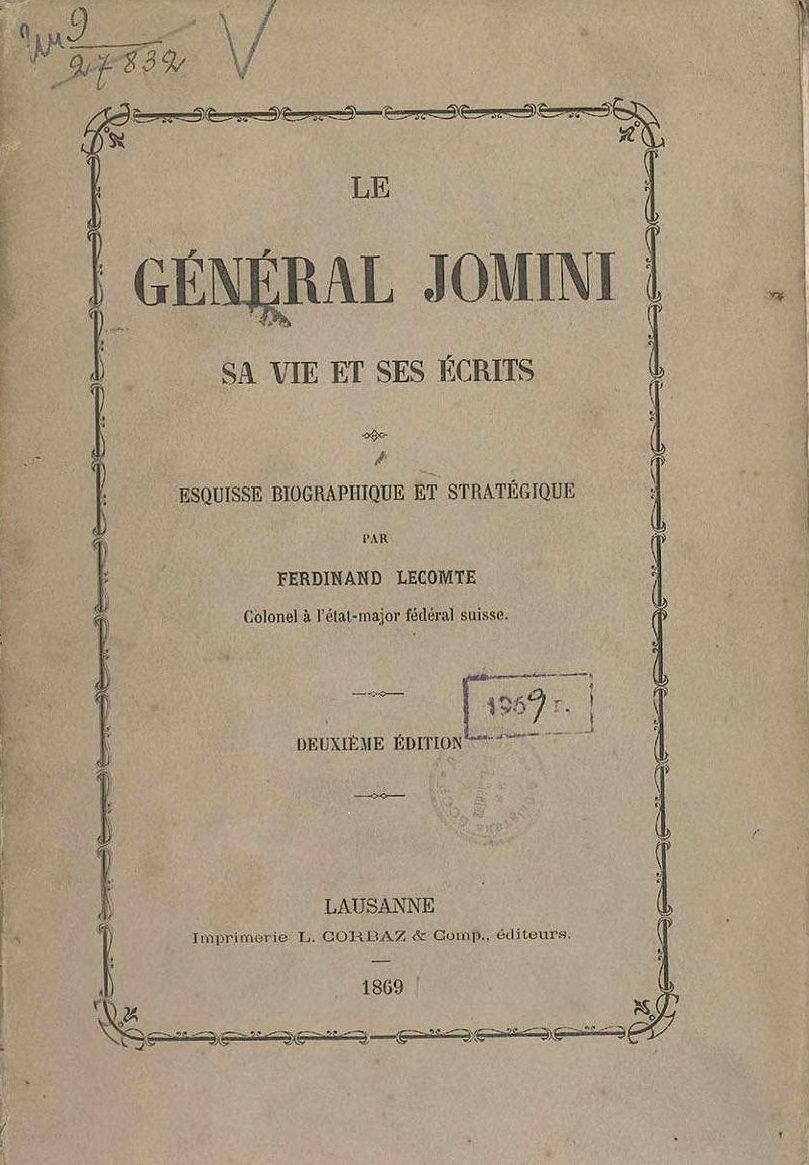 9
27832
LE
GÉNÉRAL JOMINI
SA VIE ET SES ÉCRITS
ESQUISSE BIOGRAPHIQUE ET STRATÉGIQUE
PAR
FERDINAND LECOMTE
Colonel à l'état-major fédéral suisse.
1969 г.
DEUXIÈME ÉDITION
LAUSANNE
Imprimerie L. CORBAZ & Comp., éditeurs.
1869